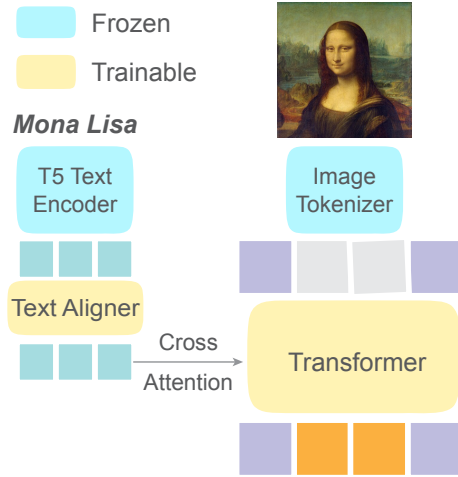 Frozen
Trainable
Mona Lisa
T5 Text
Encoder
Image
Tokenizer
Text Aligner
Cross
Attention
Transformer